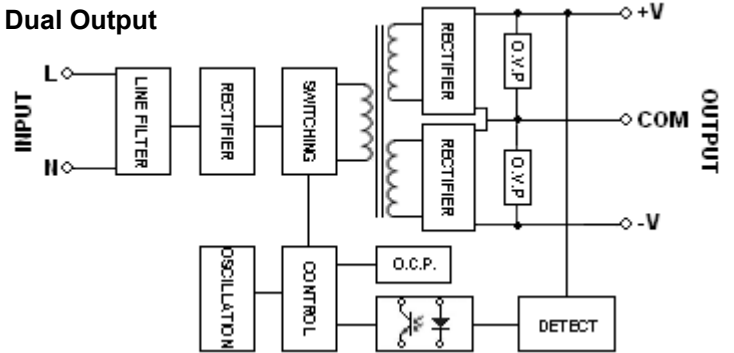 Dual Output
+V
L
LINE FILTER
RECTIFIER
SWITCHING
RECTIFIER
O.V.P
INPUT
COM
OUTPUT
N
RECTIFIER
O.V.P
-V
OSCILLATION
CONTROL
O.C.P.
DETECT